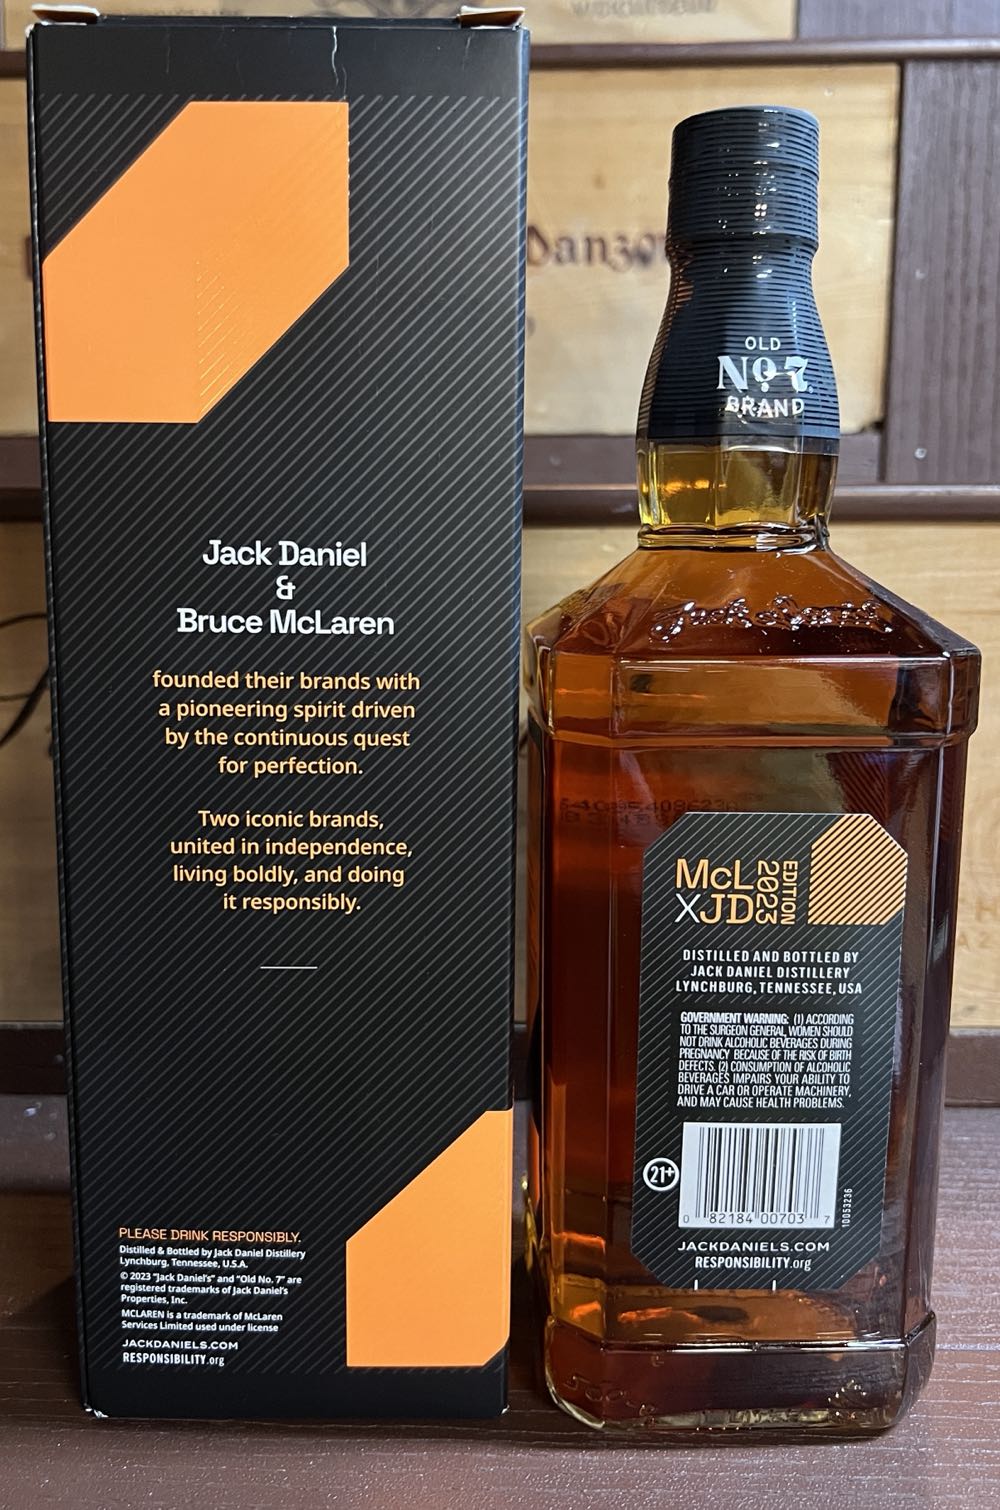 Jack Daniel
&
Bruce McLaren
founded their brands with
a pioneering spirit driven
by the continuous quest
for perfection.
Two iconic brands,
united in independence,
living boldly, and doing
it responsibly.
PLEASE DRINK RESPONSIBLY.
Distilled & Bottled by Jack Daniel Distillery
Lynchburg, Tennessee, U.S.A.
© 2023 "Jack Daniel's" and "Old No. 7" are
registered trademarks of Jack Daniel's
Properties, Inc.
MCLAREN is a trademark of McLaren
Services Limited used under license
JACKDANIELS.COM
RESPONSIBILITY.org
OLD
No. 7
BRAND
Jack Daniel
McL
XJD
EDITION
2023
DISTILLED AND BOTTLED BY
JACK DANIEL DISTILLERY
LYNCHBURG, TENNESSEE, USA
GOVERNMENT WARNING: (1) ACCORDING
TO THE SURGEON GENERAL, WOMEN SHOULD
NOT DRINK ALCOHOLIC BEVERAGES DURING
PREGNANCY BECAUSE OF THE RISK OF BIRTH
DEFECTS. (2) CONSUMPTION OF ALCOHOLIC
BEVERAGES IMPAIRS YOUR ABILITY TO
DRIVE A CAR OR OPERATE MACHINERY,
AND MAY CAUSE HEALTH PROBLEMS.
21+
0 82184 00703 7
10053236
JACKDANIELS.COM
RESPONSIBILITY.org